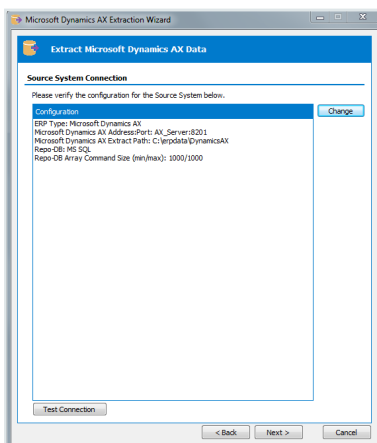 Microsoft Dynamics AX Extraction Wizard
Extract Microsoft Dynamics AX Data
Source System Connection
Please verify the configuration for the Source System below.
Configuration
Change
ERP Type: Microsoft Dynamics AX
Microsoft Dynamics AX Address:Port: AX_Server:8201
Microsoft Dynamics AX Extract Path: C:\erpdata\DynamicsAX
Repo-DB: MS SQL
Repo-DB Array Command Size (min/max): 1000/1000
Test Connection
< Back Next > Cancel